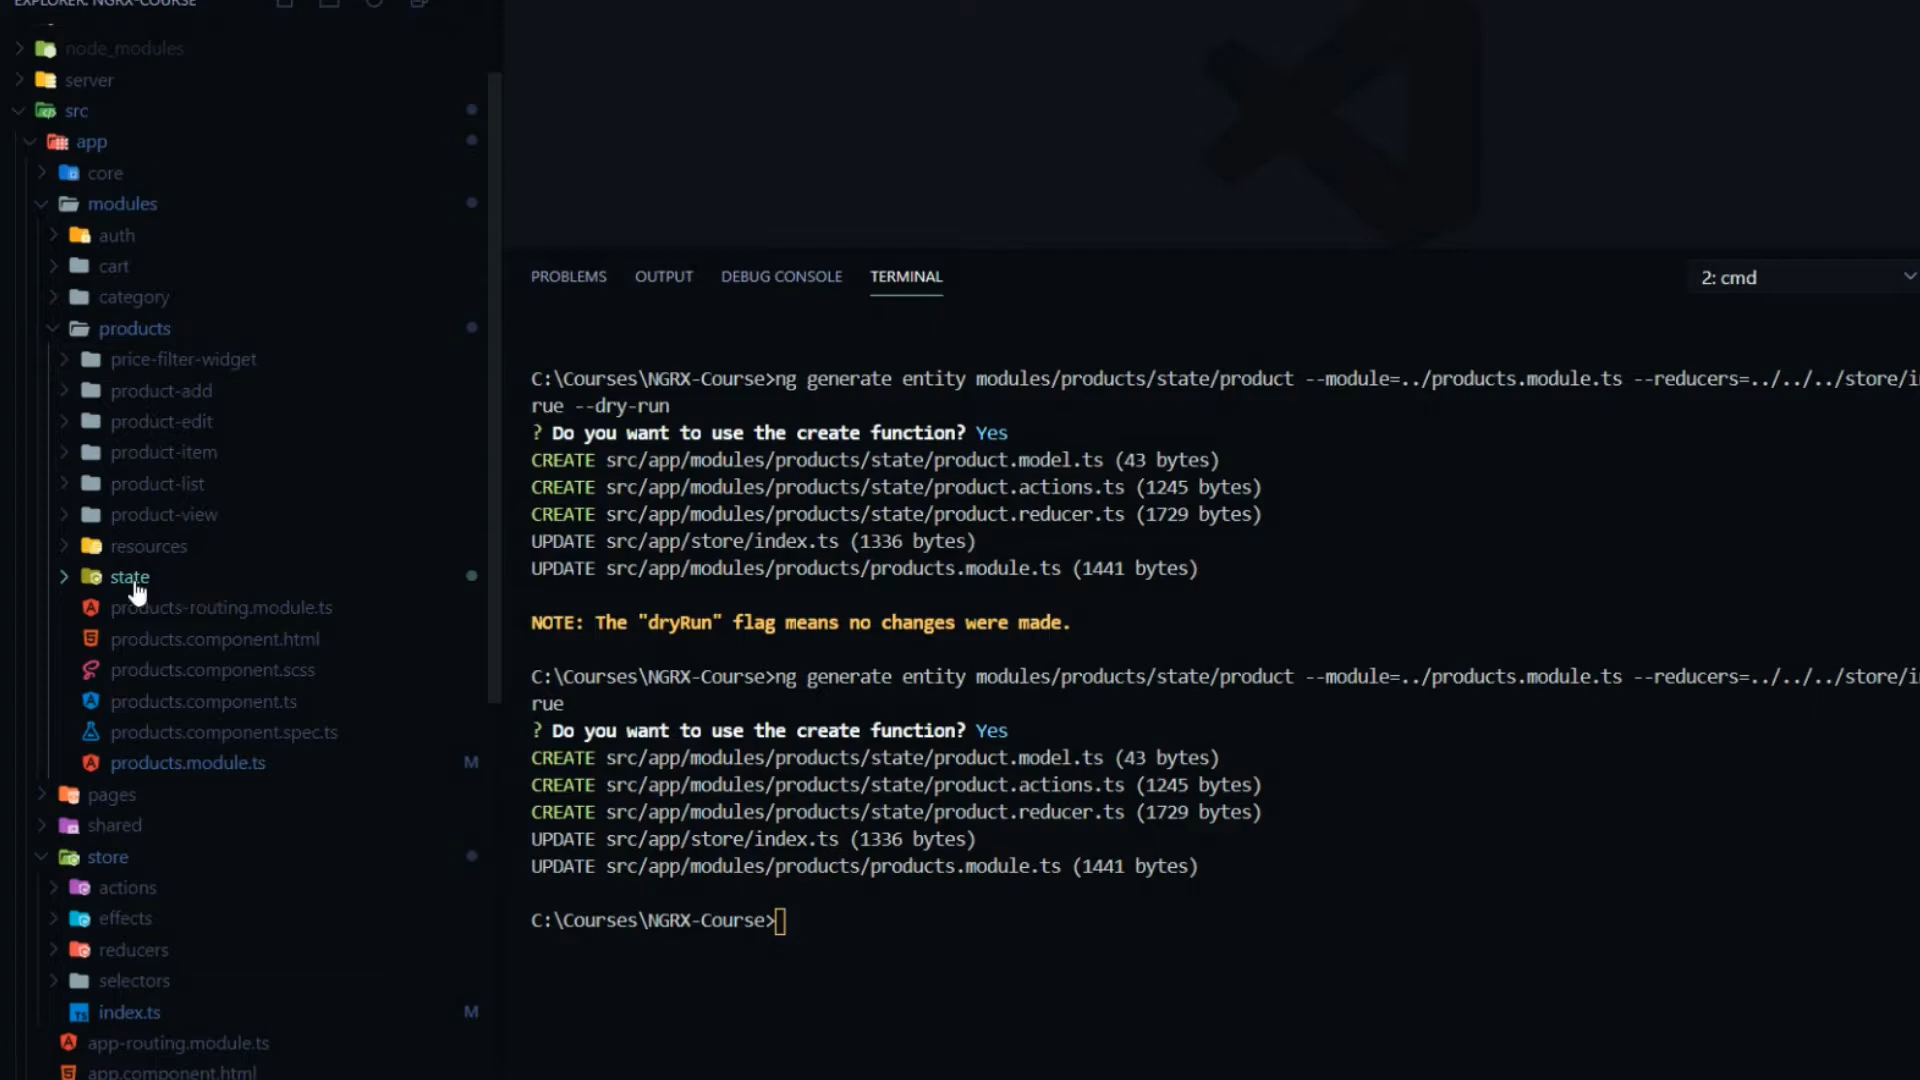 EXPLORER: NGRX-COURSE
node_modules
server
src
app
core
modules
auth
cart
category
products
price-filter-widget
product-add
product-edit
product-item
product-list
product-view
resources
state
products-routing.module.ts
products.component.html
products.component.scss
products.component.ts
products.component.spec.ts
products.module.ts M
pages
shared
store
actions
effects
reducers
selectors
index.ts M
app-routing.module.ts
app.component.html
PROBLEMS OUTPUT DEBUG CONSOLE TERMINAL 2: cmd
C:\Courses\NGRX-Course>ng generate entity modules/products/state/product --module=../products.module.ts --reducers=../../../store/i
rue --dry-run
? Do you want to use the create function? Yes
CREATE src/app/modules/products/state/product.model.ts (43 bytes)
CREATE src/app/modules/products/state/product.actions.ts (1245 bytes)
CREATE src/app/modules/products/state/product.reducer.ts (1729 bytes)
UPDATE src/app/store/index.ts (1336 bytes)
UPDATE src/app/modules/products/products.module.ts (1441 bytes)
NOTE: The "dryRun" flag means no changes were made.
C:\Courses\NGRX-Course>ng generate entity modules/products/state/product --module=../products.module.ts --reducers=../../../store/i
rue
? Do you want to use the create function? Yes
CREATE src/app/modules/products/state/product.model.ts (43 bytes)
CREATE src/app/modules/products/state/product.actions.ts (1245 bytes)
CREATE src/app/modules/products/state/product.reducer.ts (1729 bytes)
UPDATE src/app/store/index.ts (1336 bytes)
UPDATE src/app/modules/products/products.module.ts (1441 bytes)
C:\Courses\NGRX-Course>